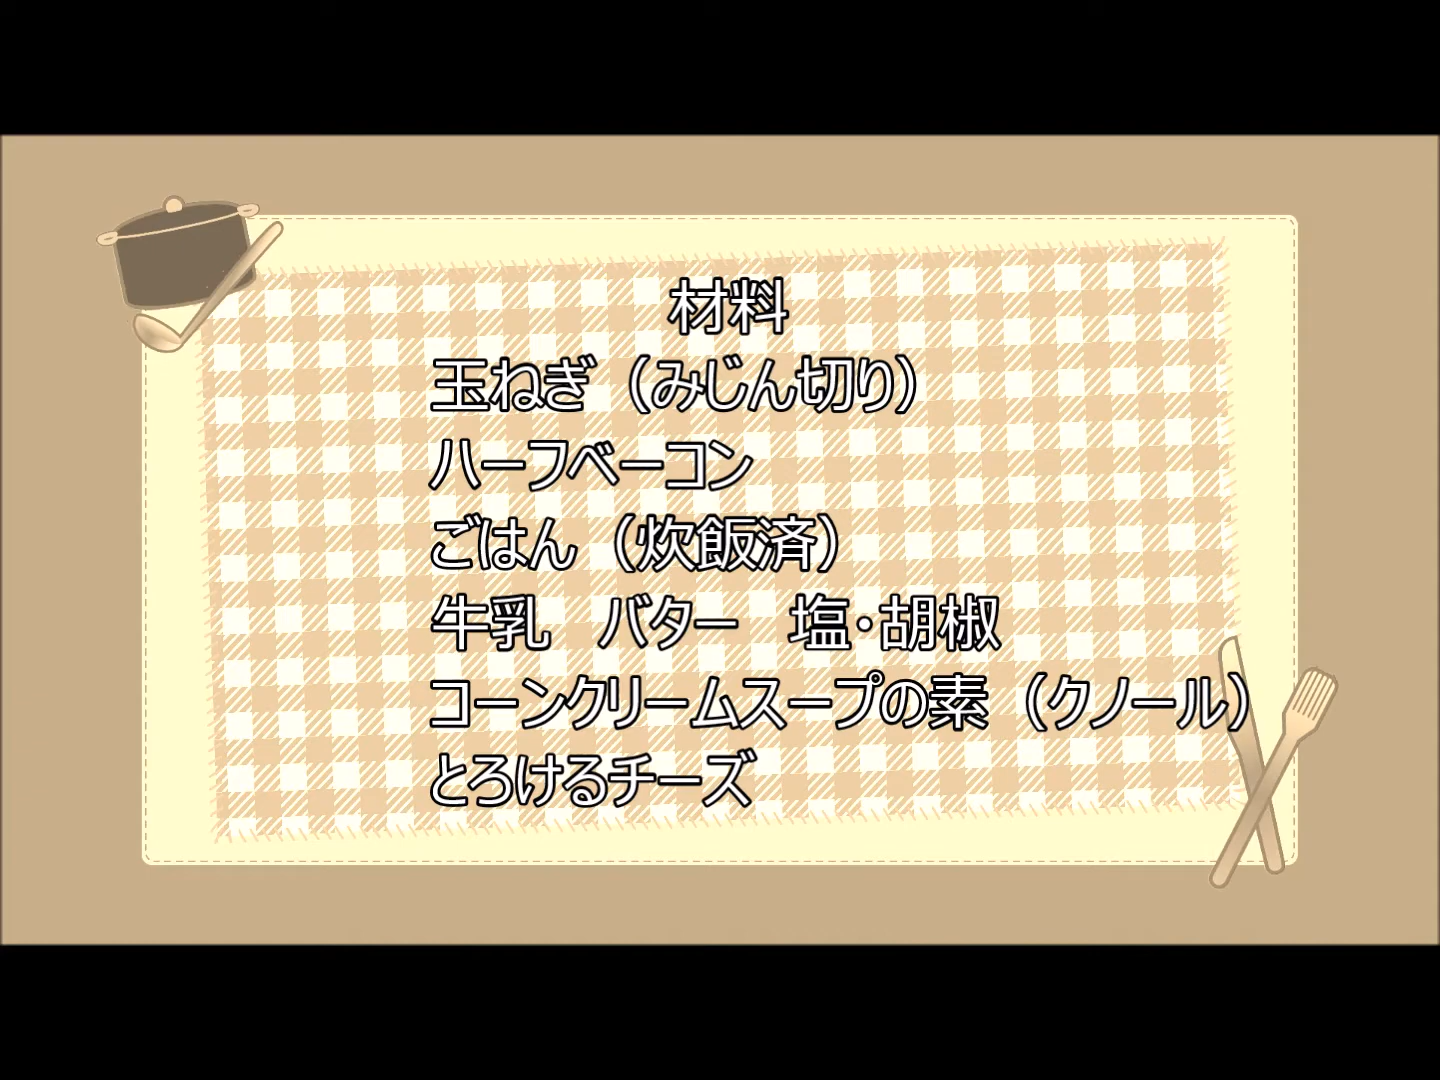 材料
玉ねぎ（みじん切り）
ハーフベーコン
ごはん（炊飯済）
牛乳　バター　塩・胡椒
コーンクリームスープの素（クノール）
とろけるチーズ